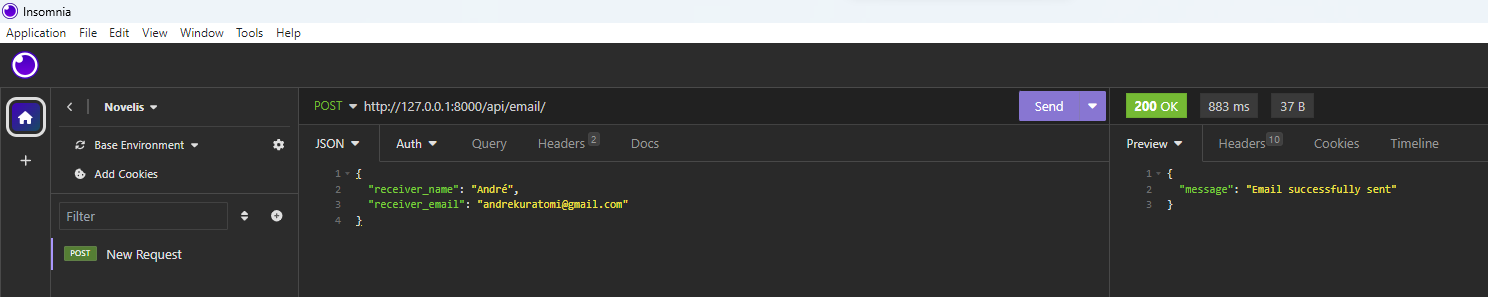 Insomnia
Application File Edit View Window Tools Help
Novelis
POST http://127.0.0.1:8000/api/email/ Send
200 OK 883 ms 37 B
Base Environment
Add Cookies
Filter
POST New Request
JSON Auth Query Headers 2 Docs
1 {
2 "receiver_name": "André",
3 "receiver_email": "andrekuratomi@gmail.com"
4 }
Preview Headers 10 Cookies Timeline
1 {
2 "message": "Email successfully sent"
3 }